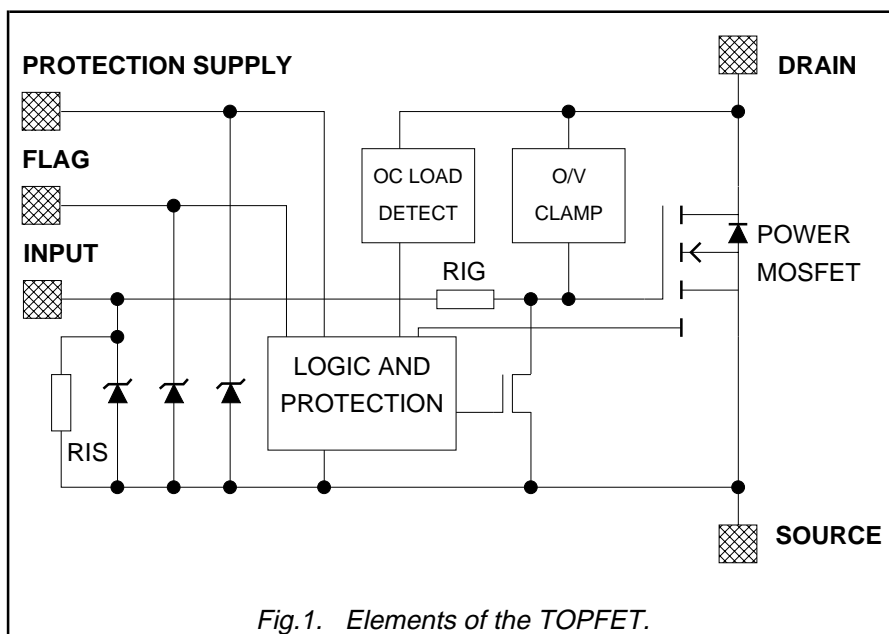 PROTECTION SUPPLY
DRAIN
FLAG
OC LOAD
DETECT
O/V
CLAMP
INPUT
RIG
POWER
MOSFET
LOGIC AND
PROTECTION
RIS
SOURCE
Fig.1. Elements of the TOPFET.